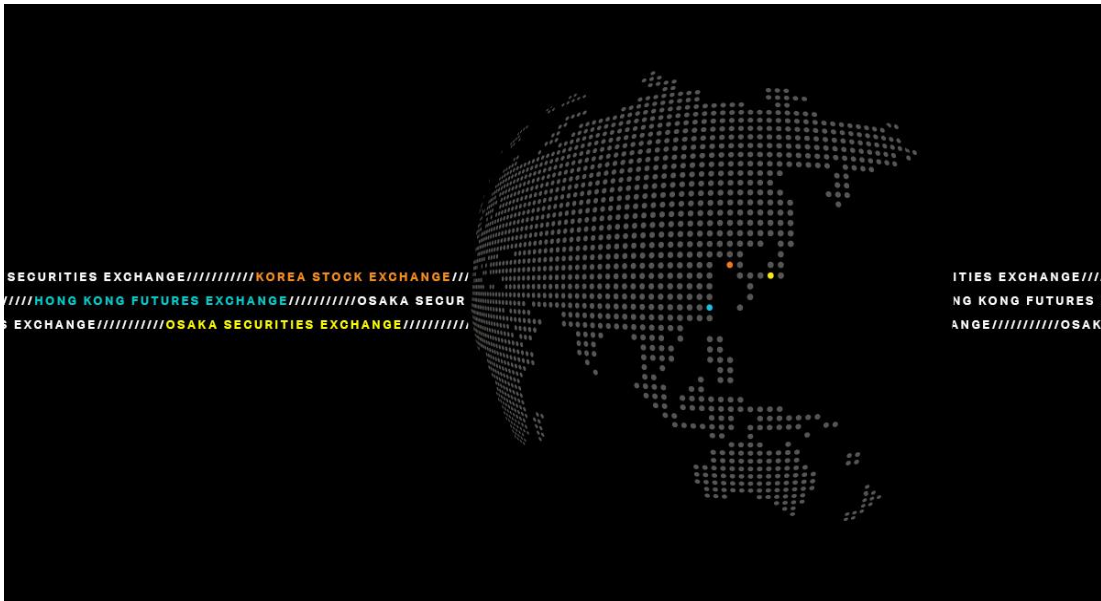 SECURITIES EXCHANGE///////////KOREA STOCK EXCHANGE/// ITIES EXCHANGE///
/////HONG KONG FUTURES EXCHANGE///////////OSAKA SECUR NG KONG FUTURES
S EXCHANGE///////////OSAKA SECURITIES EXCHANGE/////////// ANGE///////////OSAK